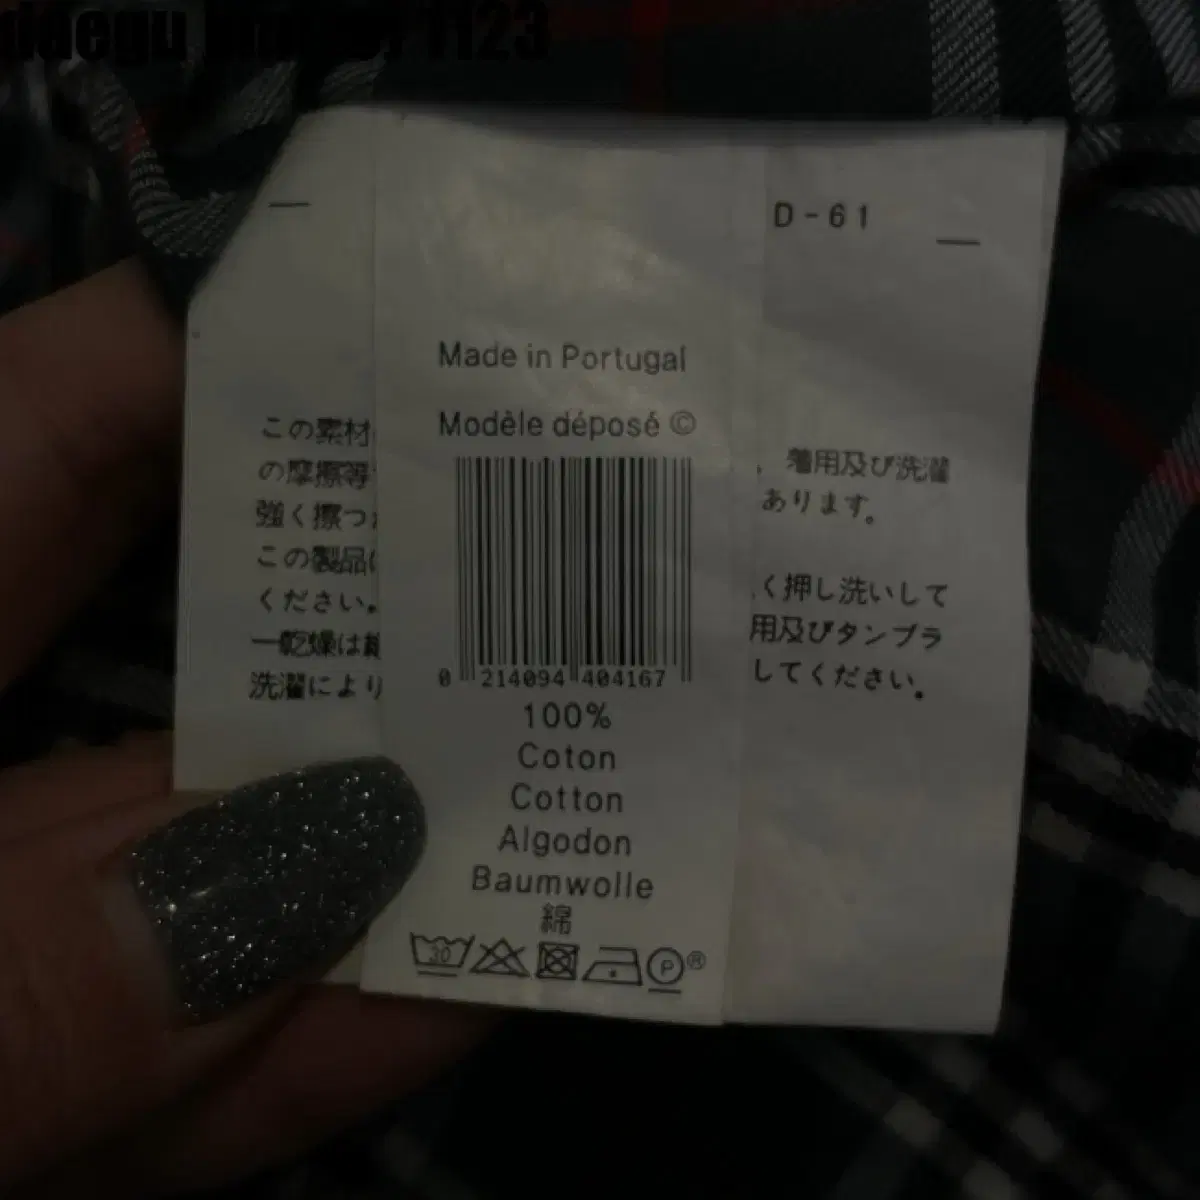 1123
D-61
Made in Portugal
Modèle déposé ©
この素材
の摩擦等
強く擦つ
この製品に
ください。
一乾燥は
洗濯により
、着用及び洗濯
あります。
く押し洗いして
用及びタンブラ
してください。
0 214094 404167
100%
Coton
Cotton
Algodon
Baumwolle
綿
30
P ®